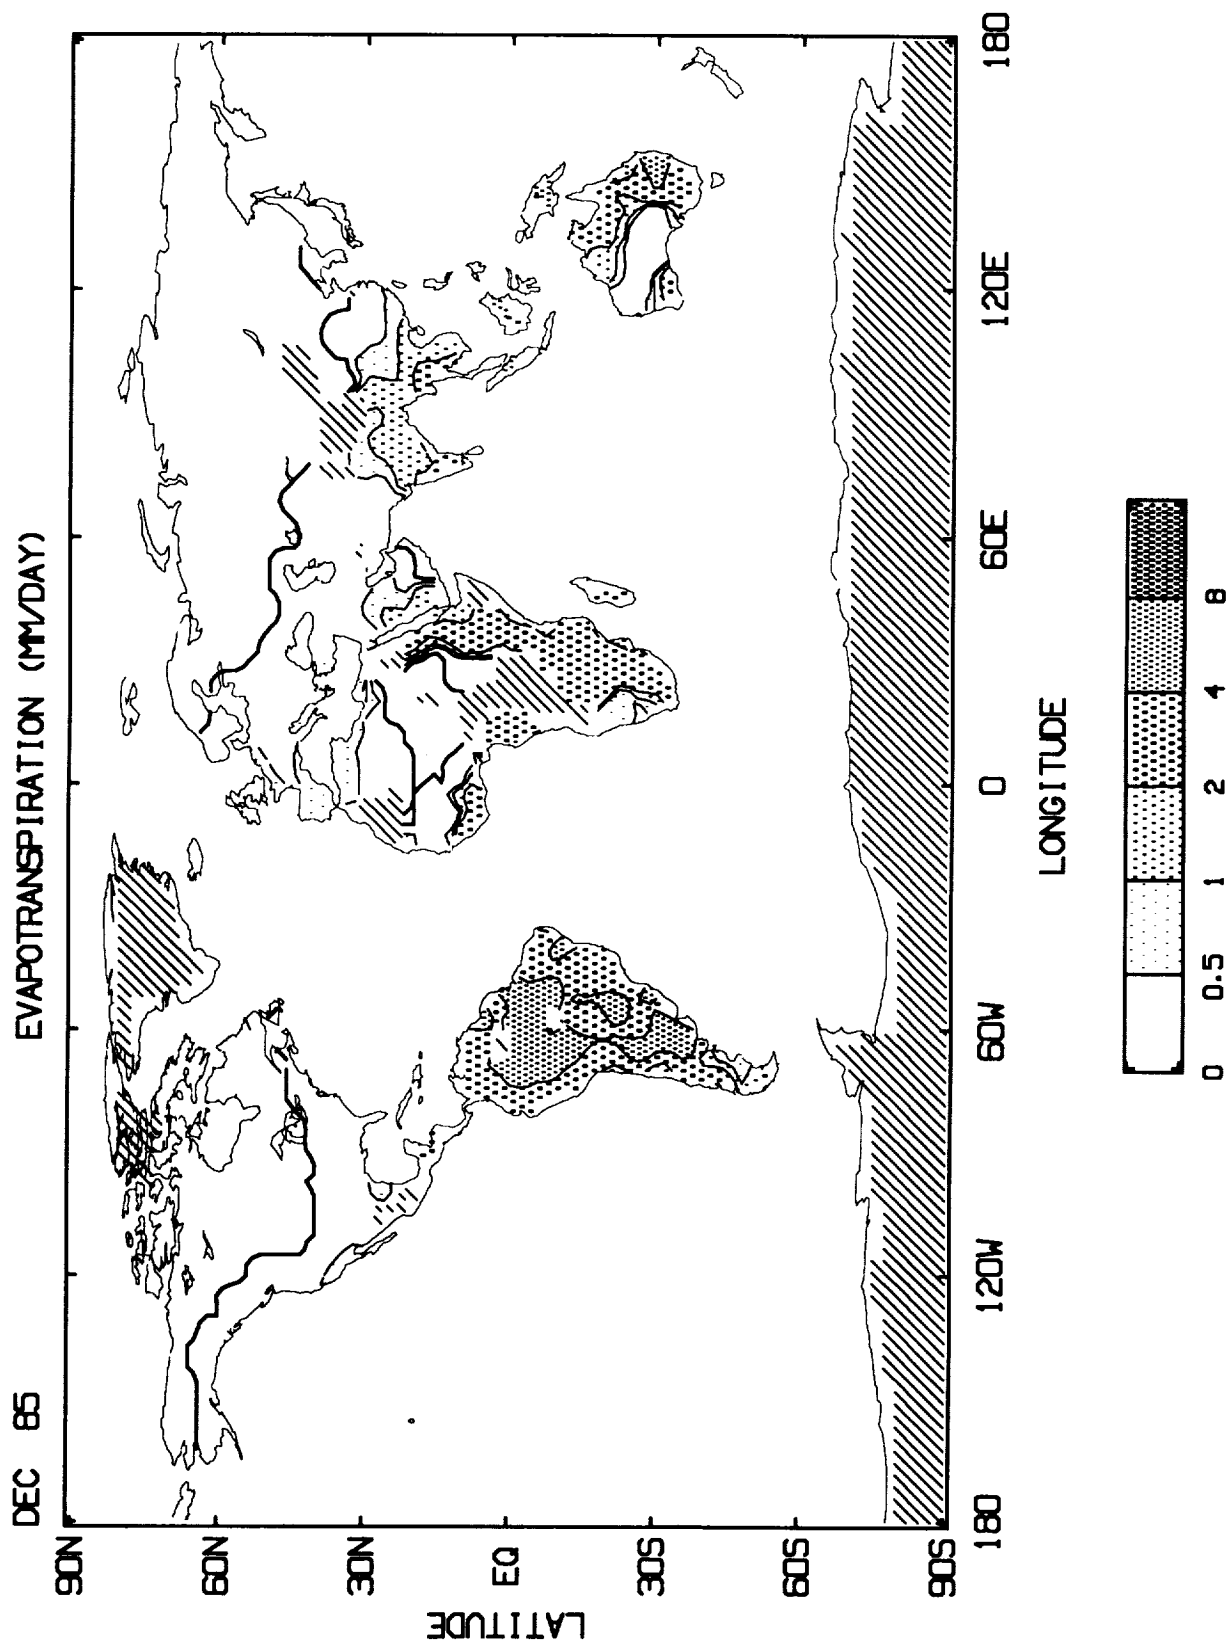 DEC 85
EVAPOTRANSPIRATION (MM/DAY)
90N
60N
30N
EQ
30S
60S
90S
LATITUDE
180 120W 60W 0 60E 120E 180
LONGITUDE
0 0.5 1 2 4 8